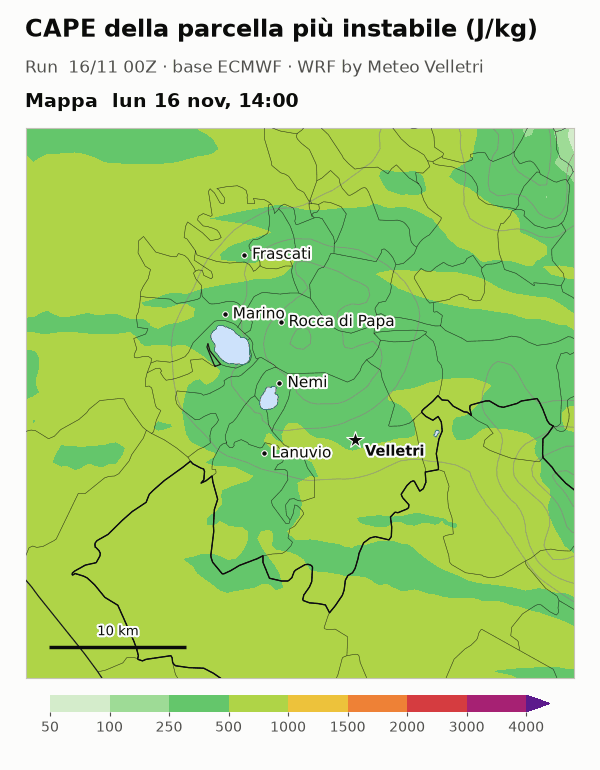 CAPE della parcella più instabile (J/kg)
Run  16/11 00Z · base ECMWF · WRF by Meteo Velletri
Mappa  lun 16 nov, 14:00
Frascati
Marino
Rocca di Papa
Nemi
Velletri
Lanuvio
10 km
50 100 250 500 1000 1500 2000 3000 4000